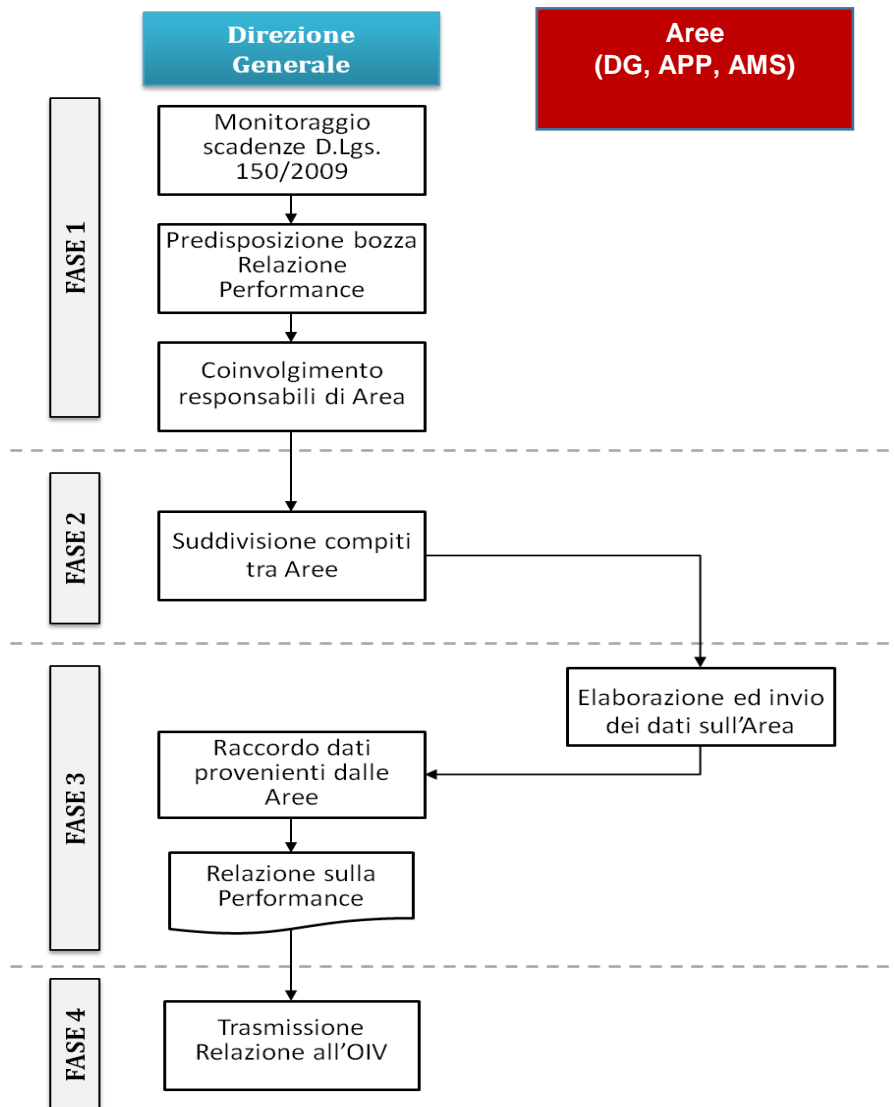 Direzione
Generale
Aree
(DG, APP, AMS)
FASE 1
Monitoraggio
scadenze D.Lgs.
150/2009
Predisposizione bozza
Relazione
Performance
Coinvolgimento
responsabili di Area
FASE 2
Suddivisione compiti
tra Aree
FASE 3
Elaborazione ed invio
dei dati sull'Area
Raccordo dati
provenienti dalle
Aree
Relazione sulla
Performance
FASE 4
Trasmissione
Relazione all'OIV